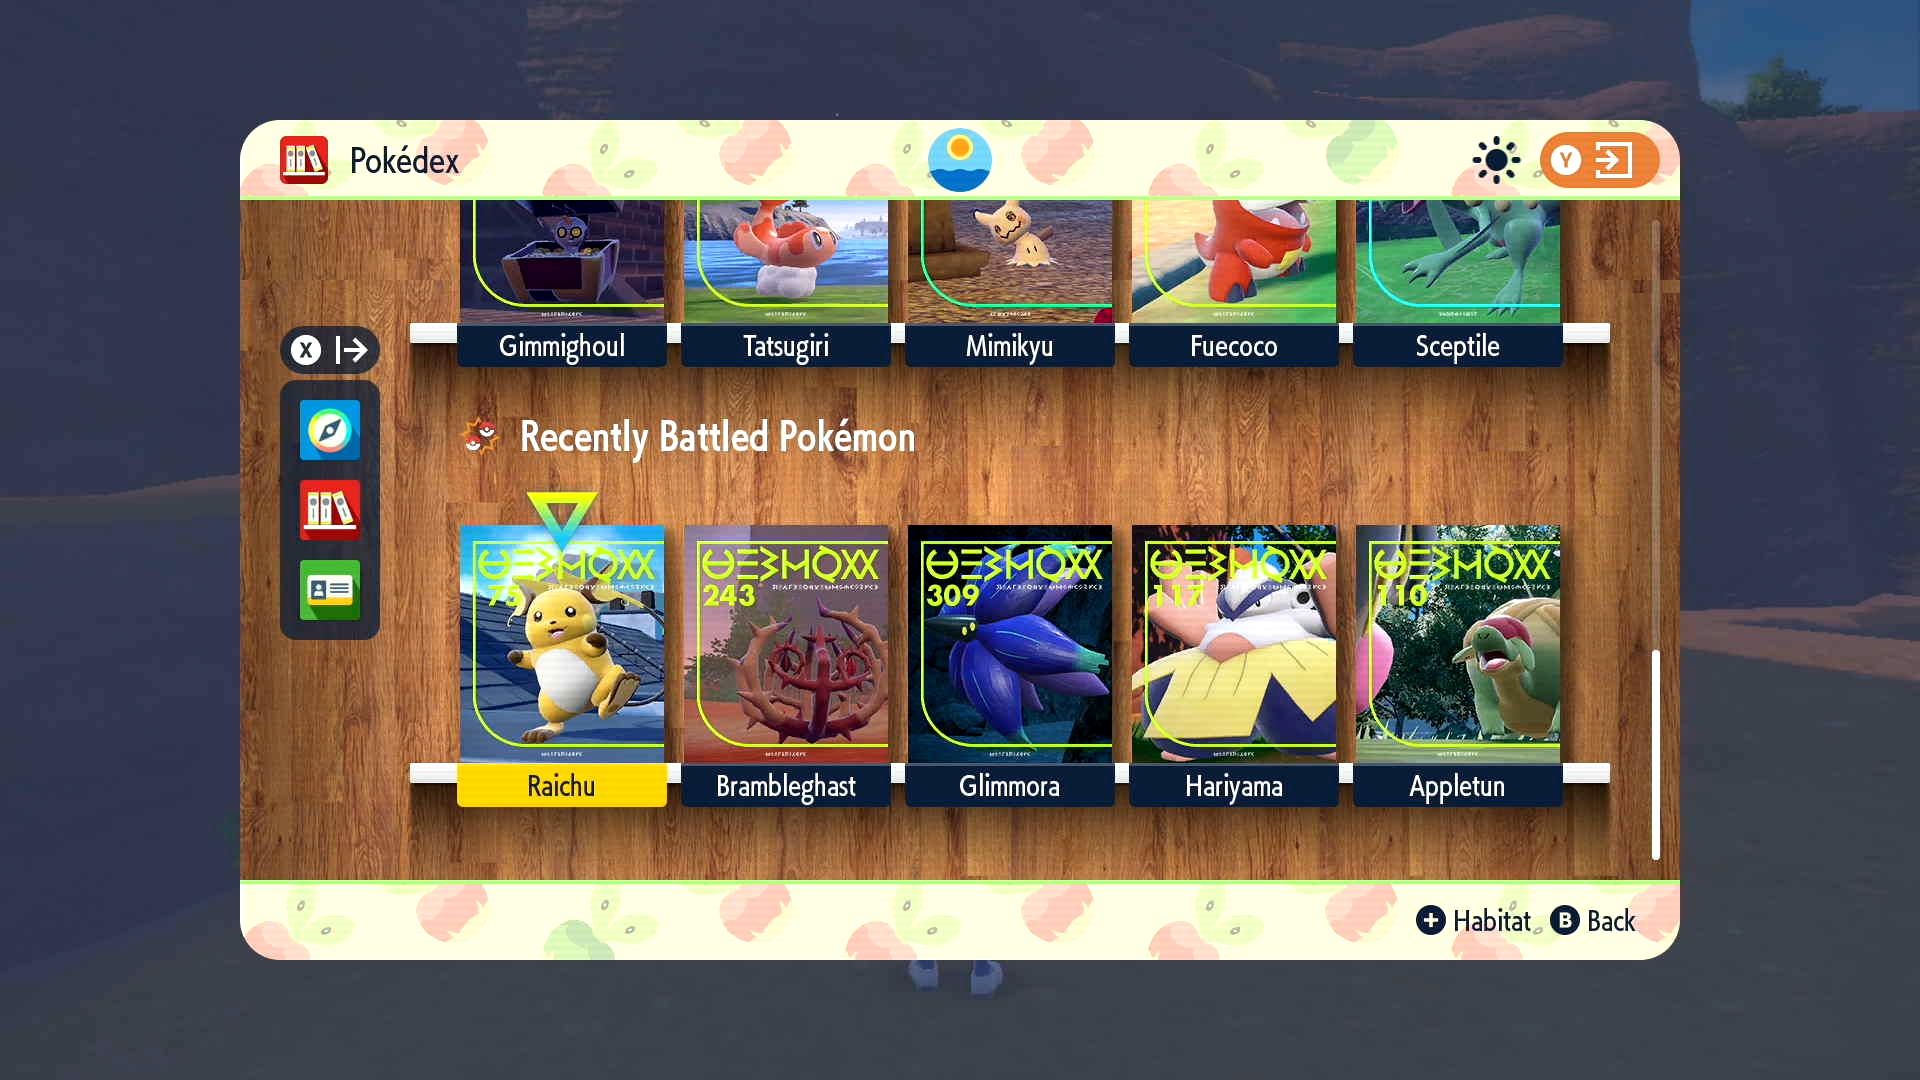 Pokédex
Y
Gimmighoul
Tatsugiri
Mimikyu
Fuecoco
Sceptile
X
Recently Battled Pokémon
75
243
309
117
110
Raichu
Brambleghast
Glimmora
Hariyama
Appletun
+ Habitat B Back